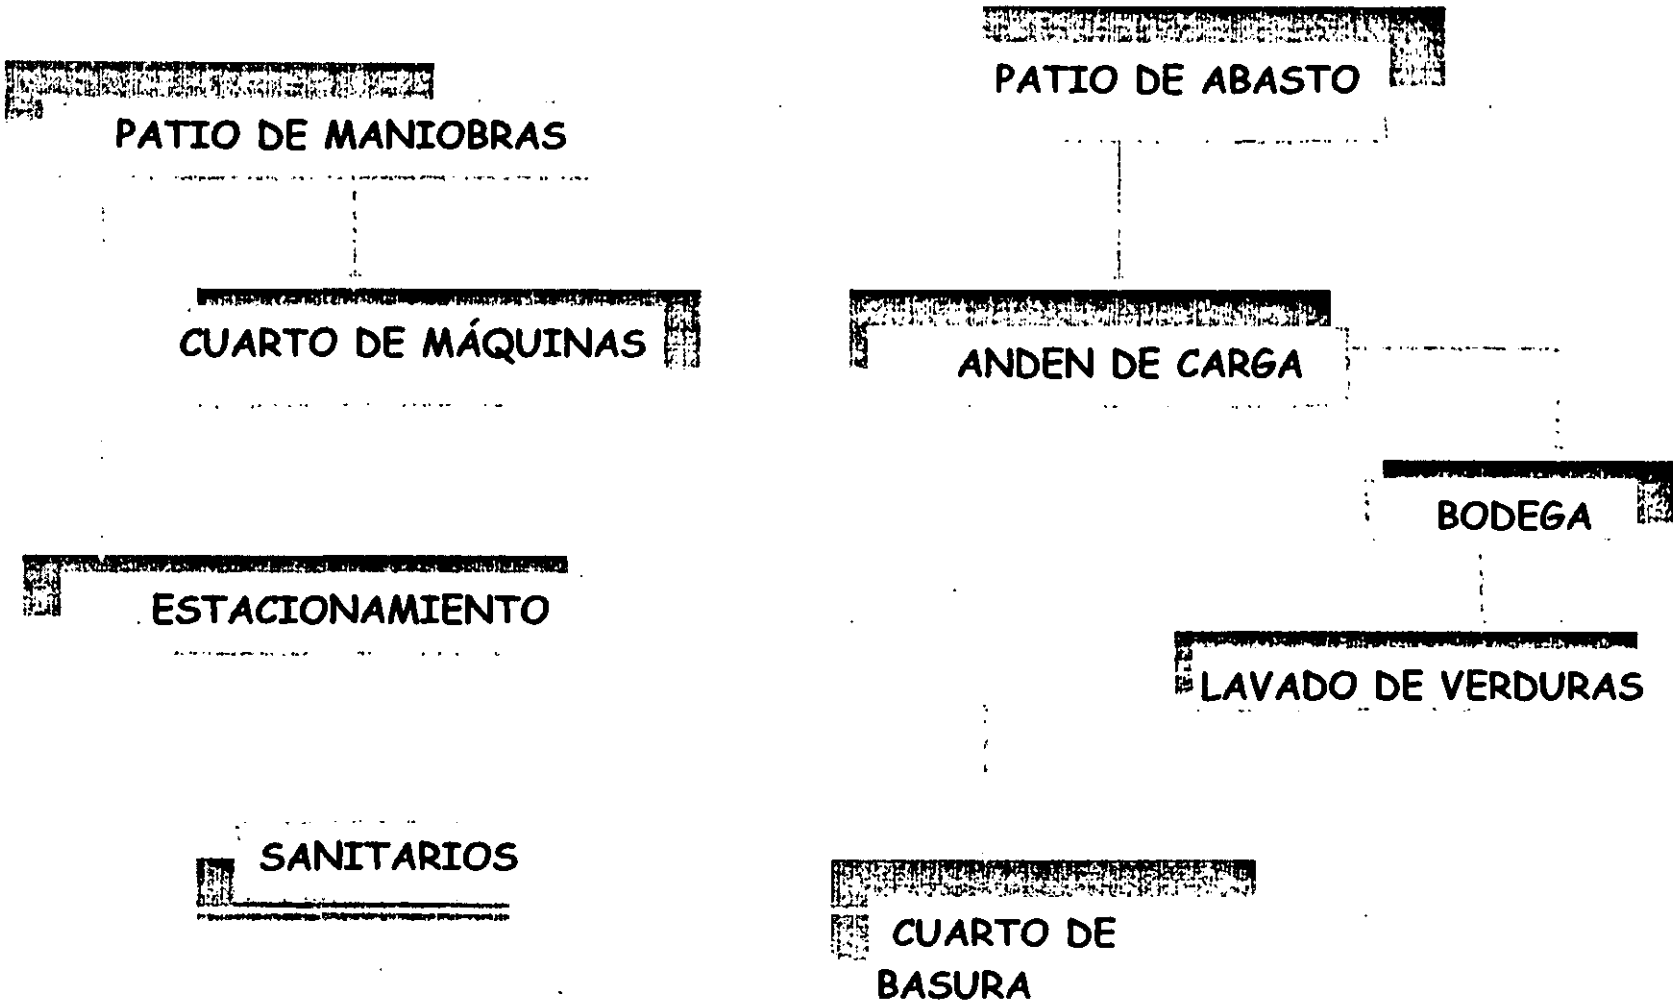 PATIO DE MANIOBRAS
PATIO DE ABASTO
CUARTO DE MÁQUINAS
ANDEN DE CARGA
BODEGA
ESTACIONAMIENTO
LAVADO DE VERDURAS
SANITARIOS
CUARTO DE
BASURA